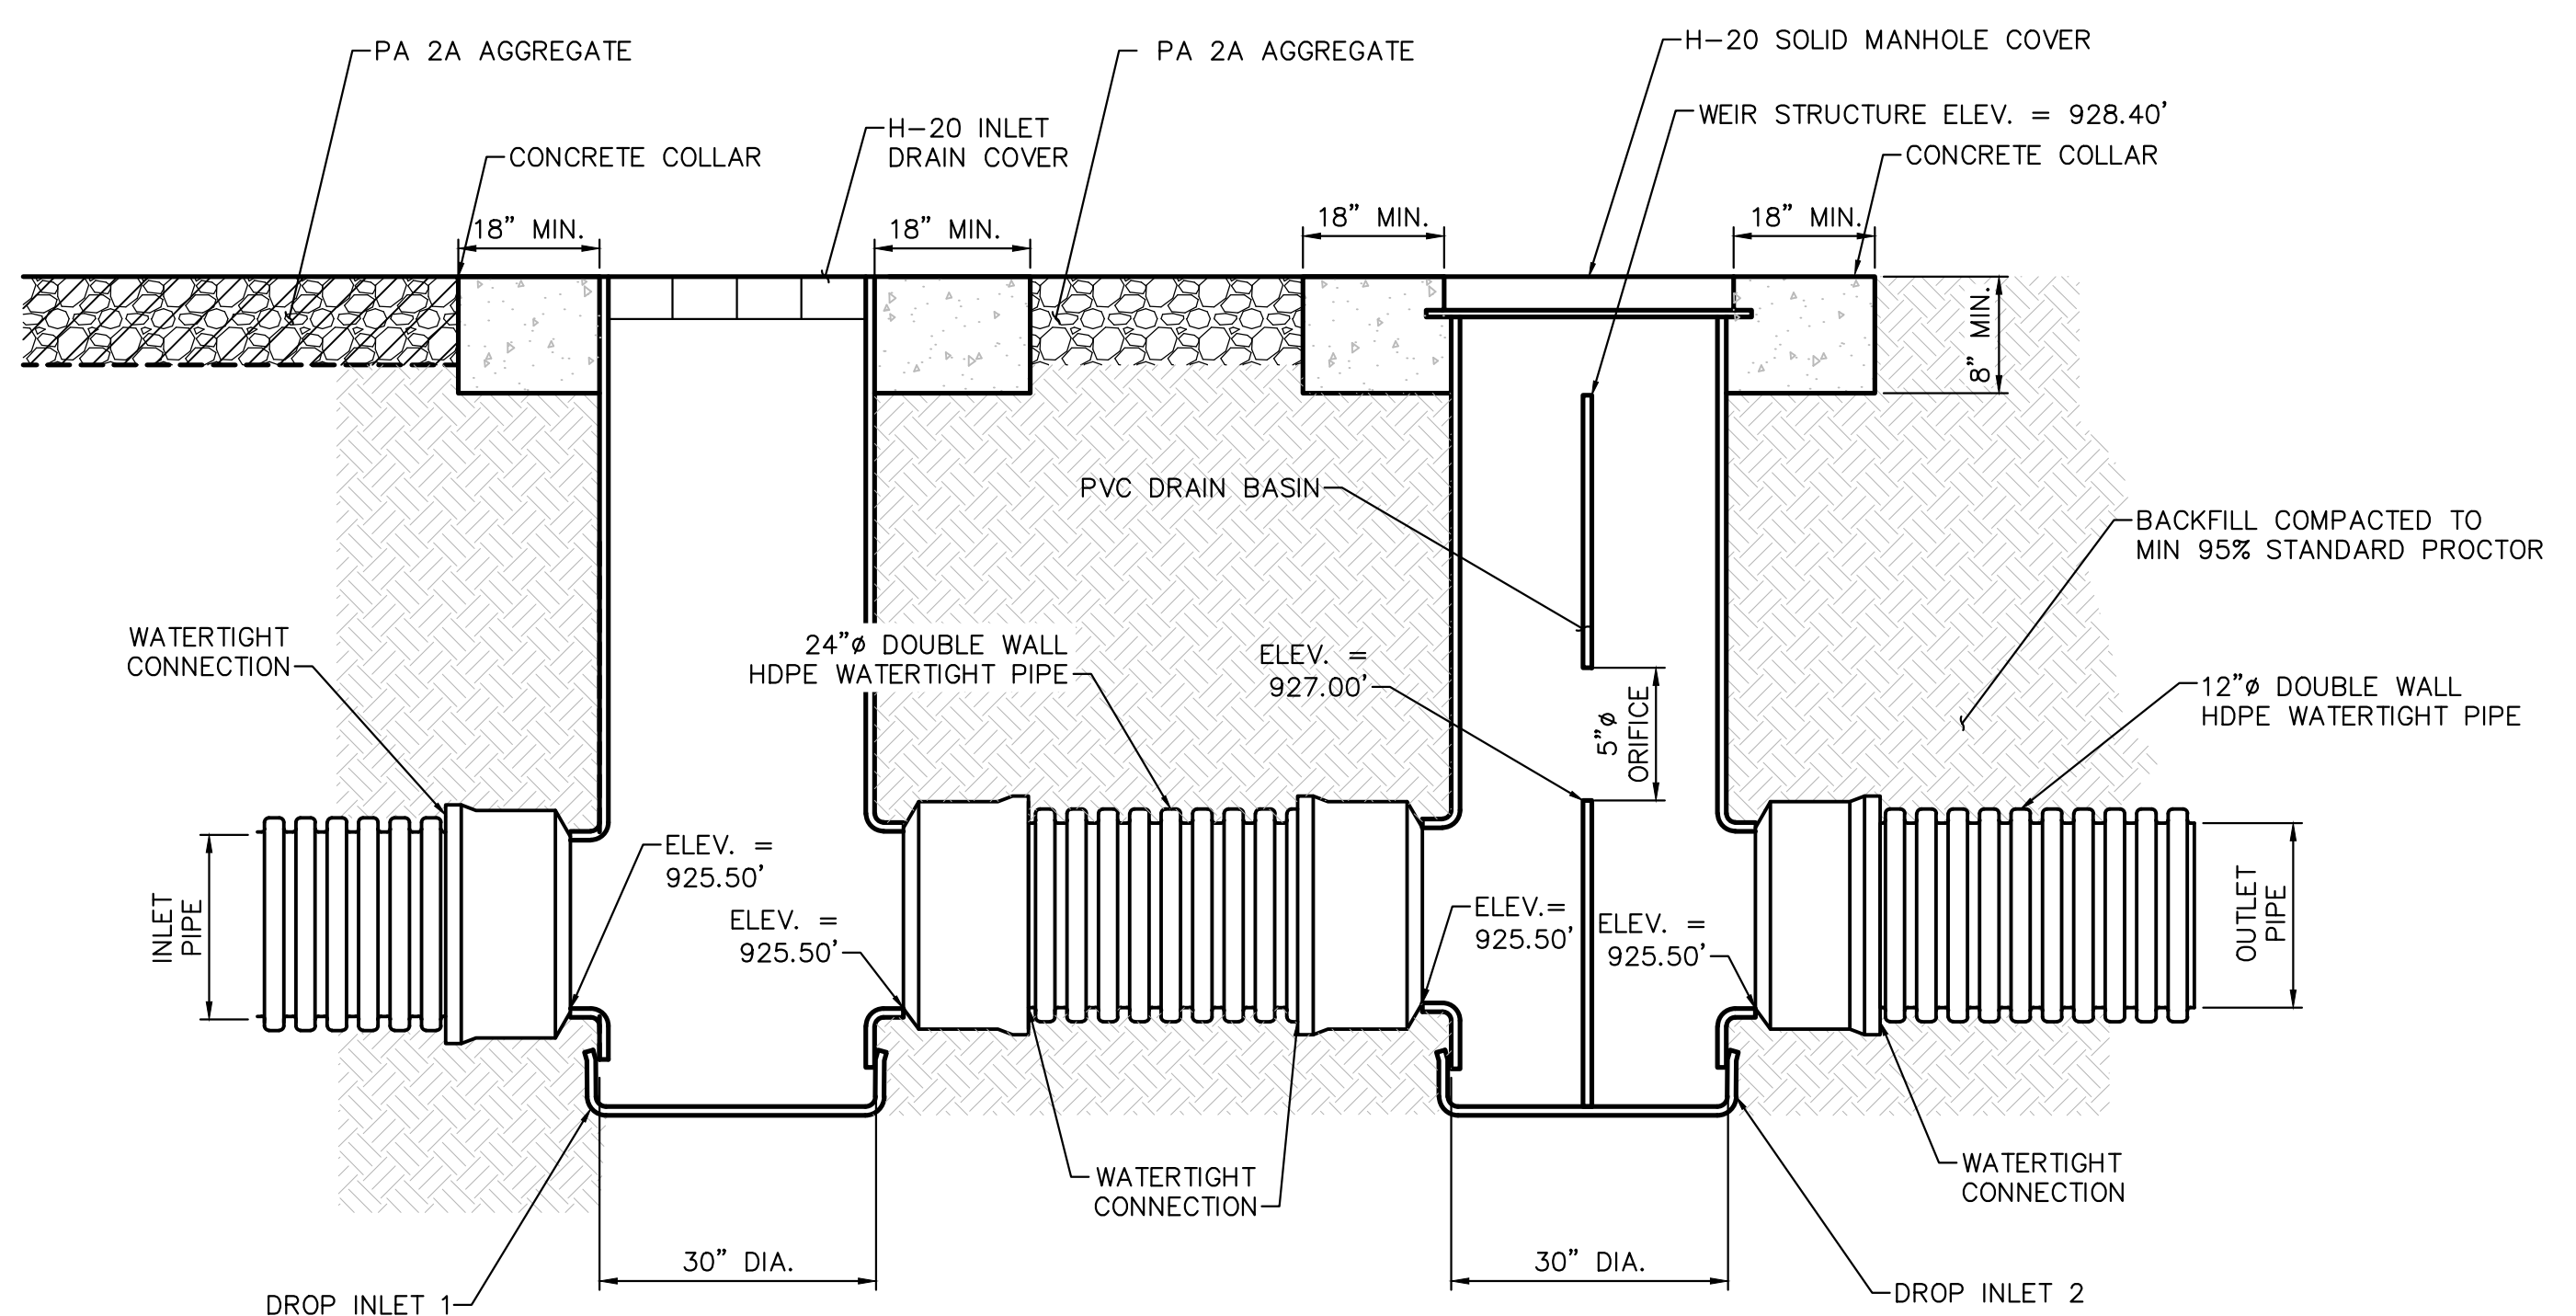 PA 2A AGGREGATE
PA 2A AGGREGATE
H-20 SOLID MANHOLE COVER
WEIR STRUCTURE ELEV. = 928.40'
H-20 INLET
DRAIN COVER
CONCRETE COLLAR
CONCRETE COLLAR
18" MIN.
18" MIN.
18" MIN.
18" MIN.
8" MIN.
PVC DRAIN BASIN
BACKFILL COMPACTED TO
MIN 95% STANDARD PROCTOR
WATERTIGHT
CONNECTION
24"ø DOUBLE WALL
HDPE WATERTIGHT PIPE
ELEV. =
927.00'
5"ø
ORIFICE
12"ø DOUBLE WALL
HDPE WATERTIGHT PIPE
INLET
PIPE
ELEV. =
925.50'
ELEV. =
925.50'
ELEV.=
925.50'
ELEV. =
925.50'
OUTLET
PIPE
WATERTIGHT
CONNECTION
WATERTIGHT
CONNECTION
30" DIA.
30" DIA.
DROP INLET 1
DROP INLET 2